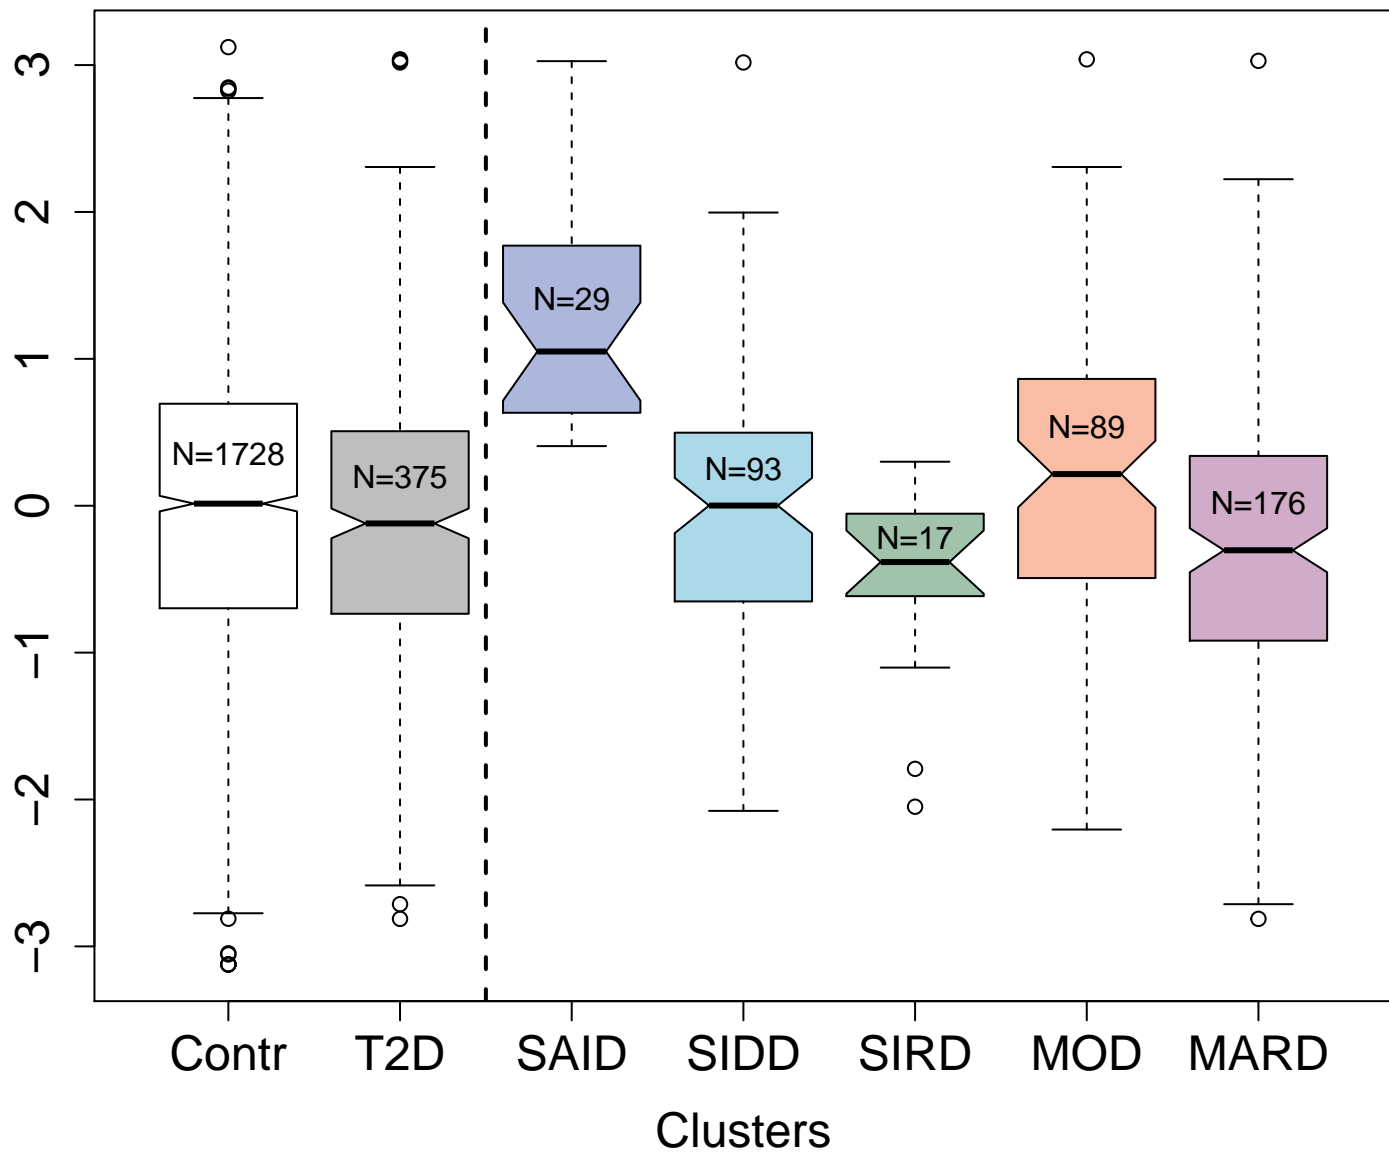 3
2
1
0
−1
−2
−3
N=1728
N=375
N=29
N=93
N=17
N=89
N=176
Contr T2D SAID SIDD SIRD MOD MARD
Clusters